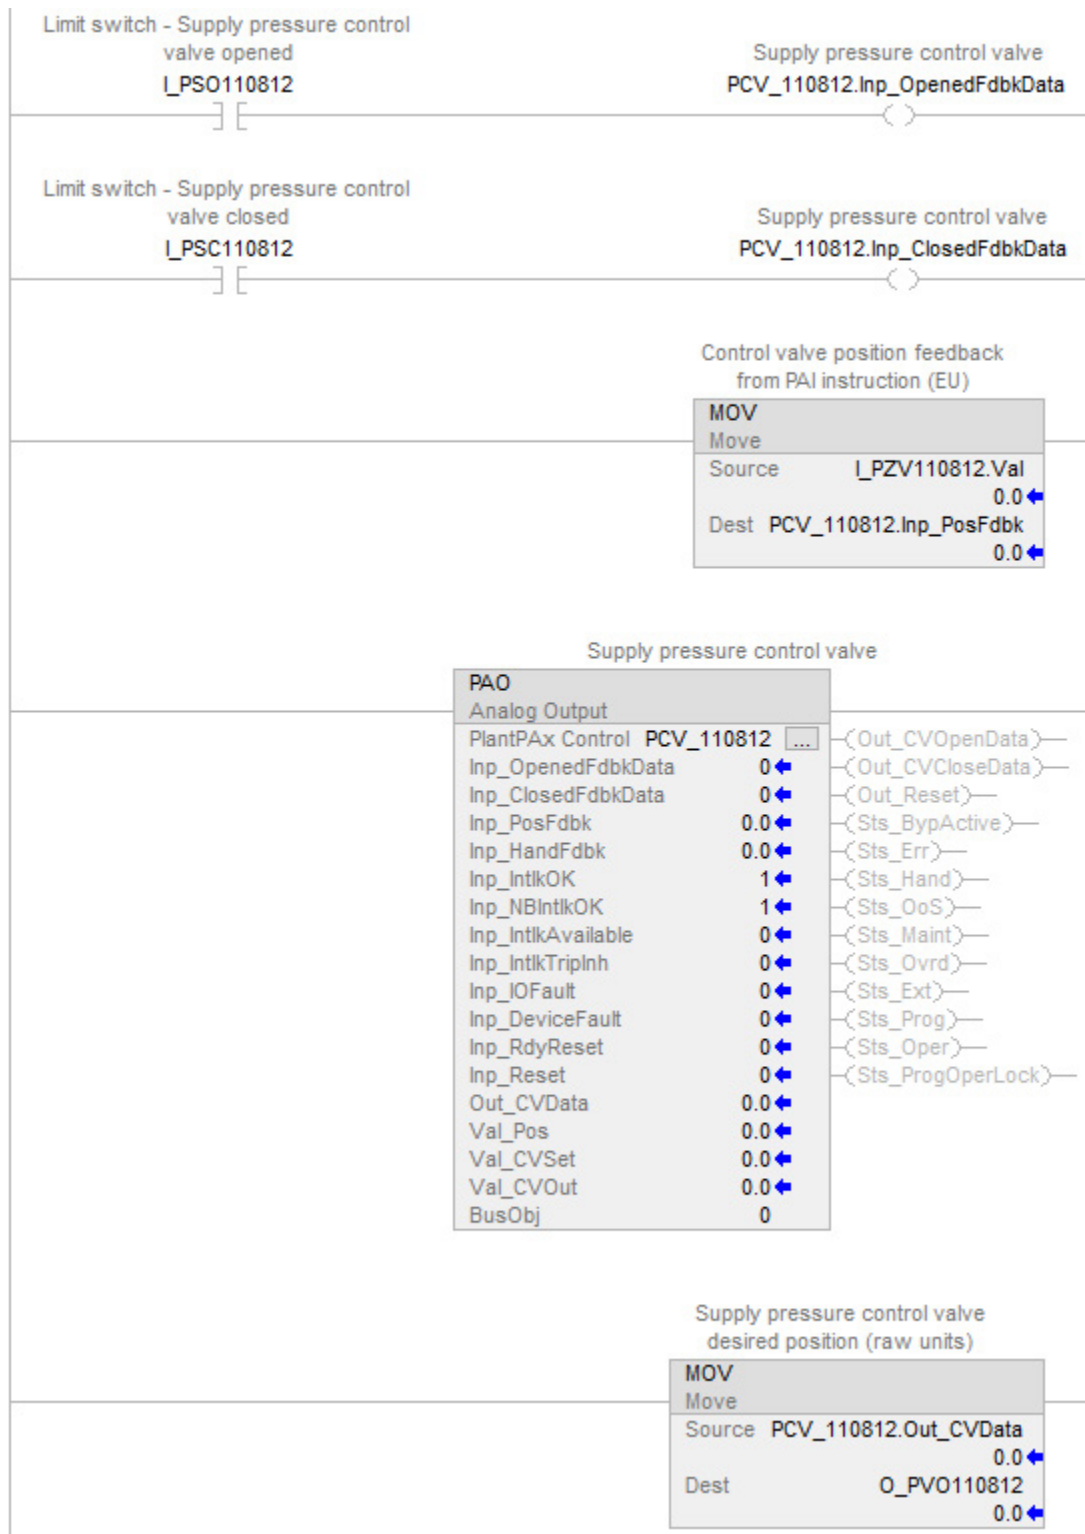 Limit switch - Supply pressure control
valve opened
I_PSO110812
Supply pressure control valve
PCV_110812.Inp_OpenedFdbkData
Limit switch - Supply pressure control
valve closed
I_PSC110812
Supply pressure control valve
PCV_110812.Inp_ClosedFdbkData
Control valve position feedback
from PAI instruction (EU)
MOV
Move
Source I_PZV110812.Val
0.0
Dest PCV_110812.Inp_PosFdbk
0.0
Supply pressure control valve
PAO
Analog Output
PlantPAx Control PCV_110812 ... (Out_CVOpenData)
Inp_OpenedFdbkData 0 (Out_CVCloseData)
Inp_ClosedFdbkData 0 (Out_Reset)
Inp_PosFdbk 0.0 (Sts_BypActive)
Inp_HandFdbk 0.0 (Sts_Err)
Inp_IntlkOK 1 (Sts_Hand)
Inp_NBIntlkOK 1 (Sts_OoS)
Inp_IntlkAvailable 0 (Sts_Maint)
Inp_IntlkTripInh 0 (Sts_Ovrd)
Inp_IOFault 0 (Sts_Ext)
Inp_DeviceFault 0 (Sts_Prog)
Inp_RdyReset 0 (Sts_Oper)
Inp_Reset 0 (Sts_ProgOperLock)
Out_CVData 0.0
Val_Pos 0.0
Val_CVSet 0.0
Val_CVOut 0.0
BusObj 0
Supply pressure control valve
desired position (raw units)
MOV
Move
Source PCV_110812.Out_CVData
0.0
Dest O_PVO110812
0.0